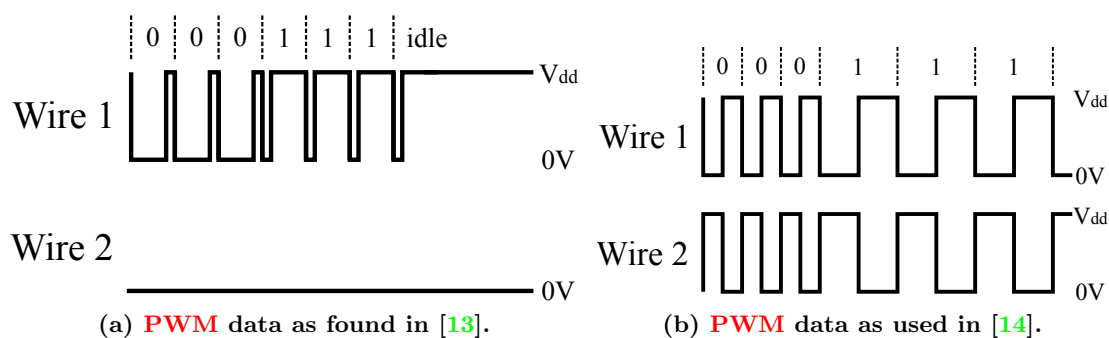 0 0 0 1 1 1 idle
Wire 1
Vdd
0V
Wire 2
0V
(a) PWM data as found in [13].
0 0 0 1 1 1
Wire 1
Vdd
0V
Wire 2
Vdd
0V
(b) PWM data as used in [14].